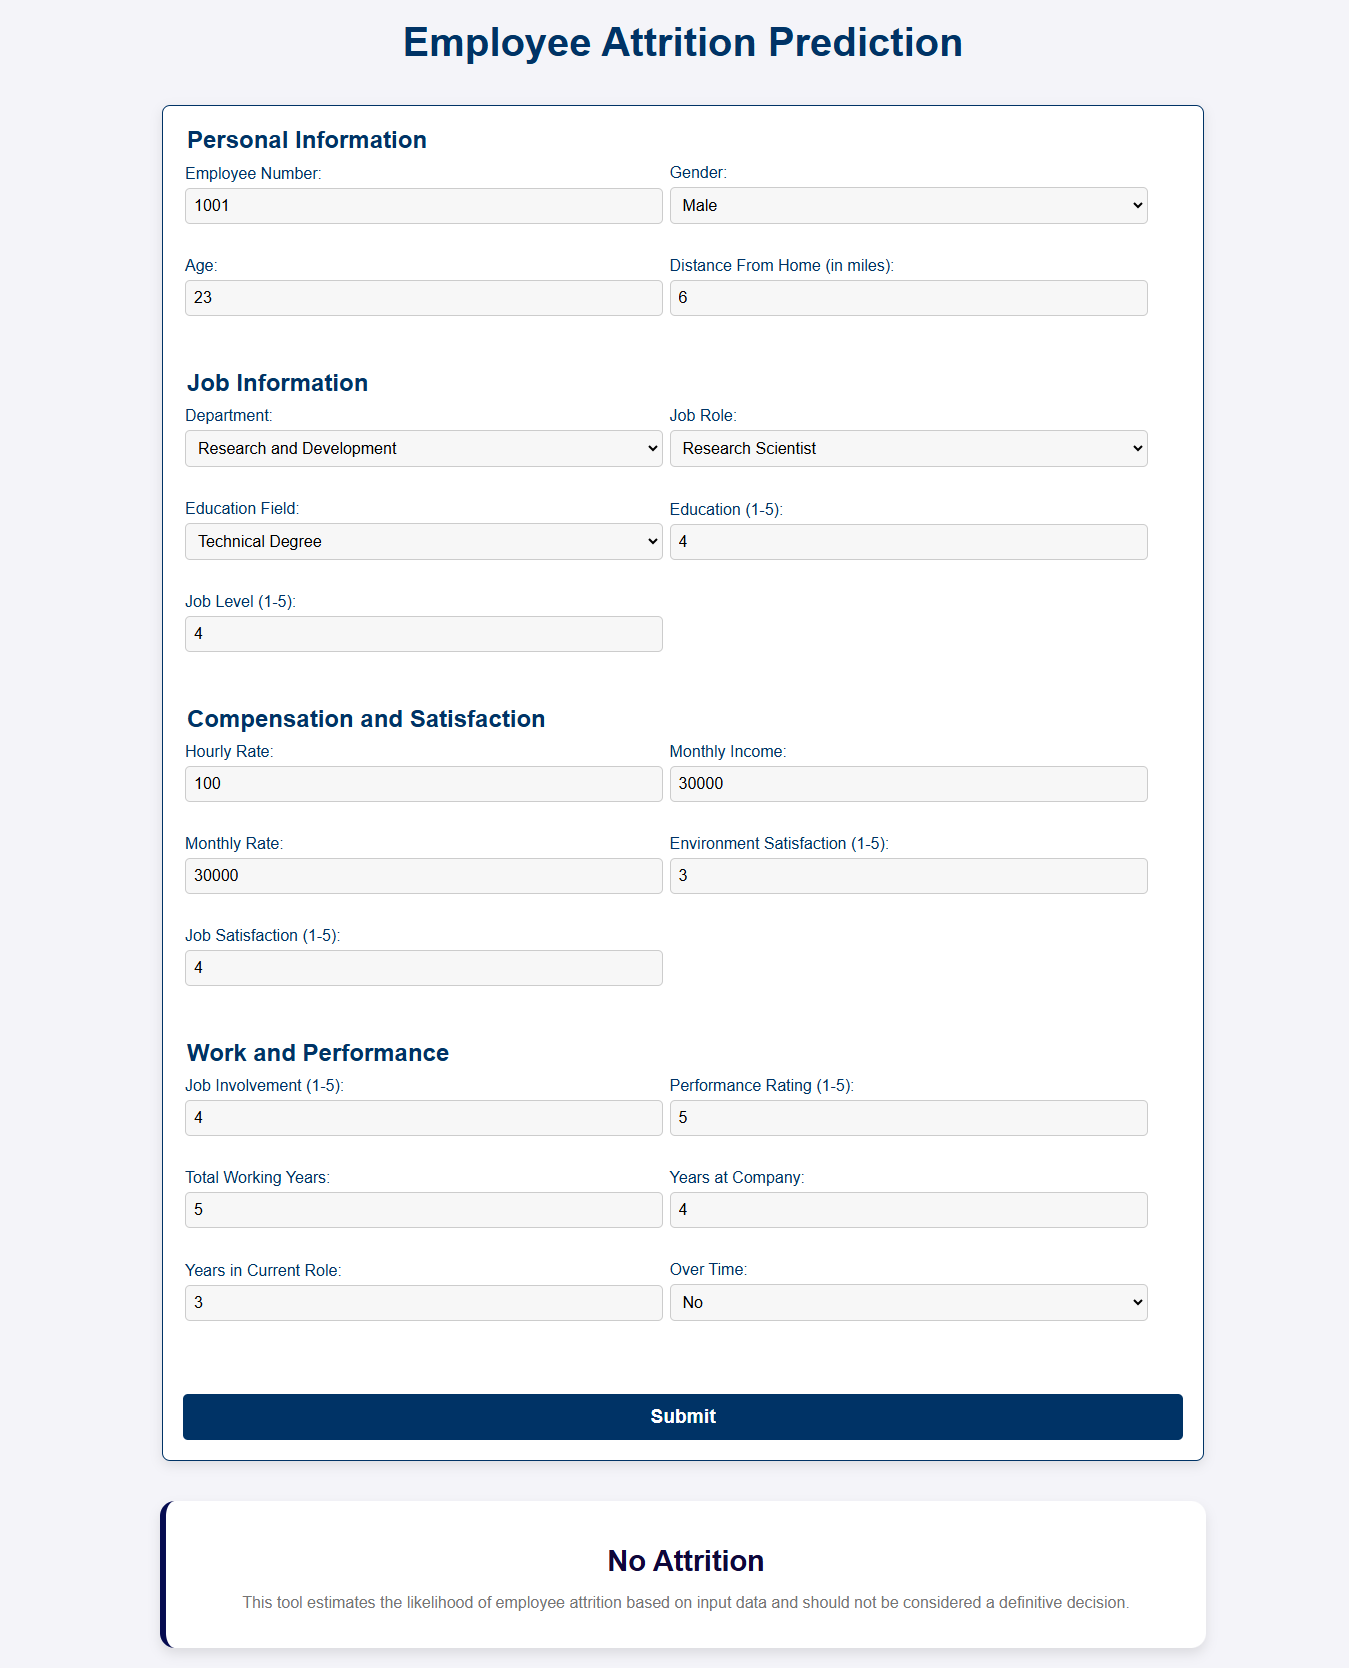 Employee Attrition Prediction
Personal Information
Employee Number: Gender:
1001 Male
Age: Distance From Home (in miles):
23 6
Job Information
Department: Job Role:
Research and Development Research Scientist
Education Field: Education (1-5):
Technical Degree 4
Job Level (1-5):
4
Compensation and Satisfaction
Hourly Rate: Monthly Income:
100 30000
Monthly Rate: Environment Satisfaction (1-5):
30000 3
Job Satisfaction (1-5):
4
Work and Performance
Job Involvement (1-5): Performance Rating (1-5):
4 5
Total Working Years: Years at Company:
5 4
Years in Current Role: Over Time:
3 No
Submit
No Attrition
This tool estimates the likelihood of employee attrition based on input data and should not be considered a definitive decision.